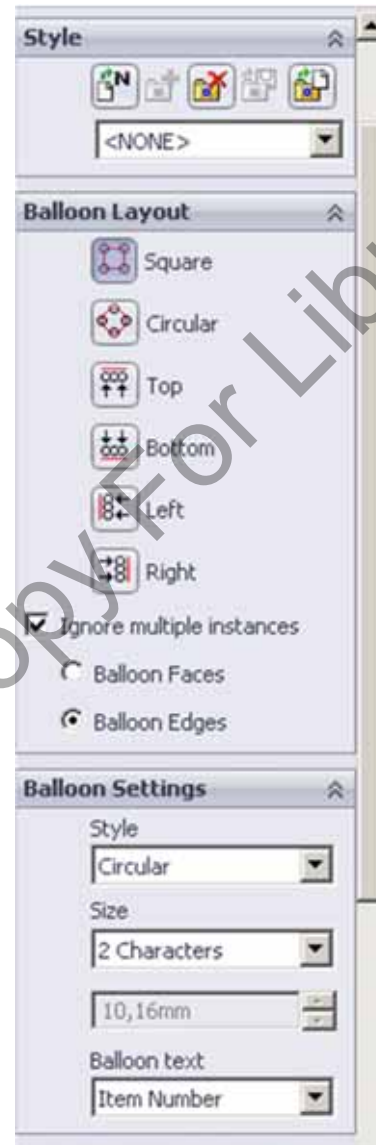 Style
<NONE>
Balloon Layout
Square
Circular
Top
Bottom
Left
Right
Ignore multiple instances
Balloon Faces
Balloon Edges
Balloon Settings
Style
Circular
Size
2 Characters
10,16mm
Balloon text
Item Number